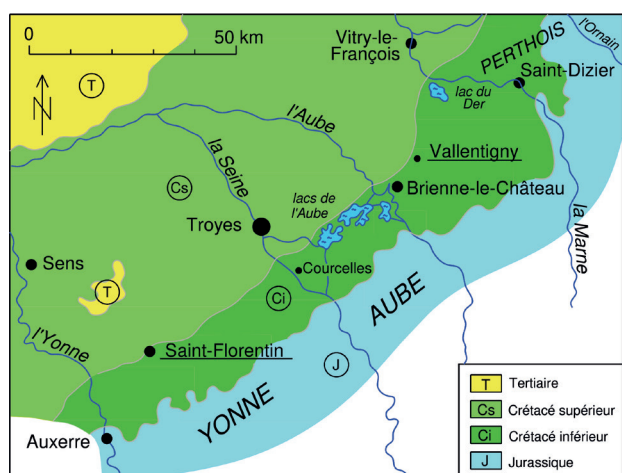 0 50 km
T
N
Vitry-le-
François
PERTHOIS
l'Ornain
Saint-Dizier
lac du
Der
l'Aube
la Seine
Cs
Vallentigny
Brienne-le-Château
lacs de
l'Aube
Troyes
la Marne
Sens
T
Courcelles
Ci
AUBE
l'Yonne
Saint-Florentin
J
YONNE
Auxerre
T Tertiaire
Cs Crétacé supérieur
Ci Crétacé inférieur
J Jurassique